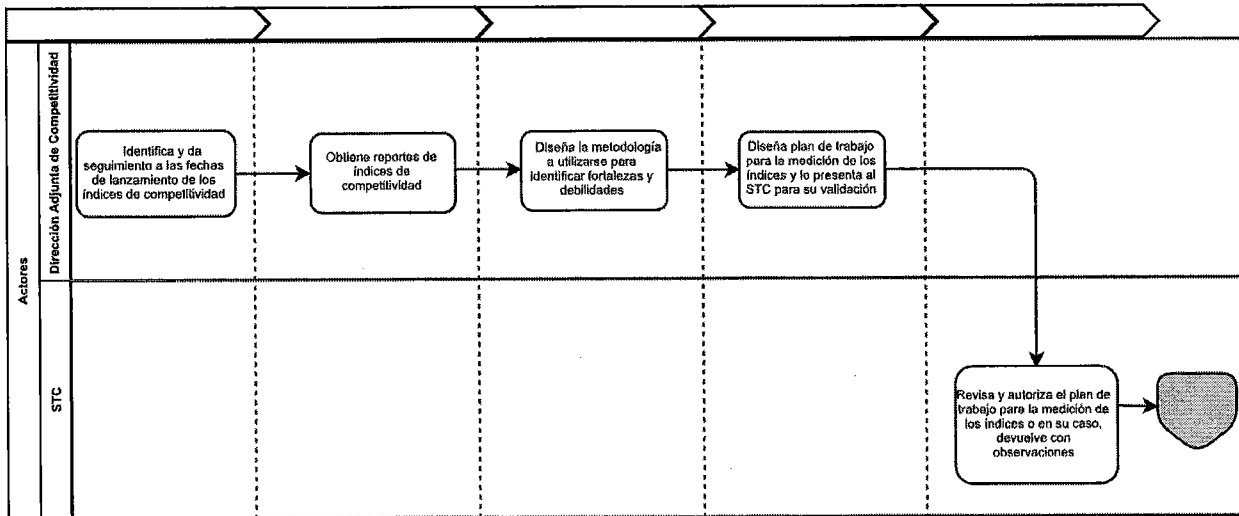 Actores
Dirección Adjunta de Competitividad
Identifica y da
seguimiento a las fechas
de lanzamiento de los
índices de competitividad
Obtiene reportes de
índices de
competitividad
Diseña la metodología
a utilizarse para
identificar fortalezas y
debilidades
Diseña plan de trabajo
para la medición de los
índices y lo presenta al
STC para su validación
STC
Revisa y autoriza el plan de
trabajo para la medición de
los índices o en su caso,
devuelve con
observaciones